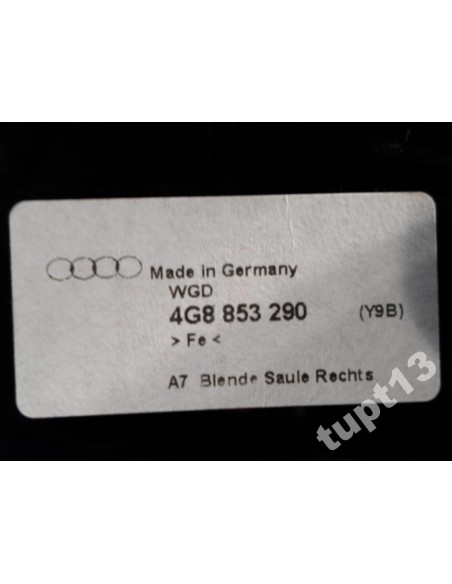 Made in Germany
WGD
4G8 853 290 (Y9B)
> Fe <
A7 Blende Saule Rechts
tupt13